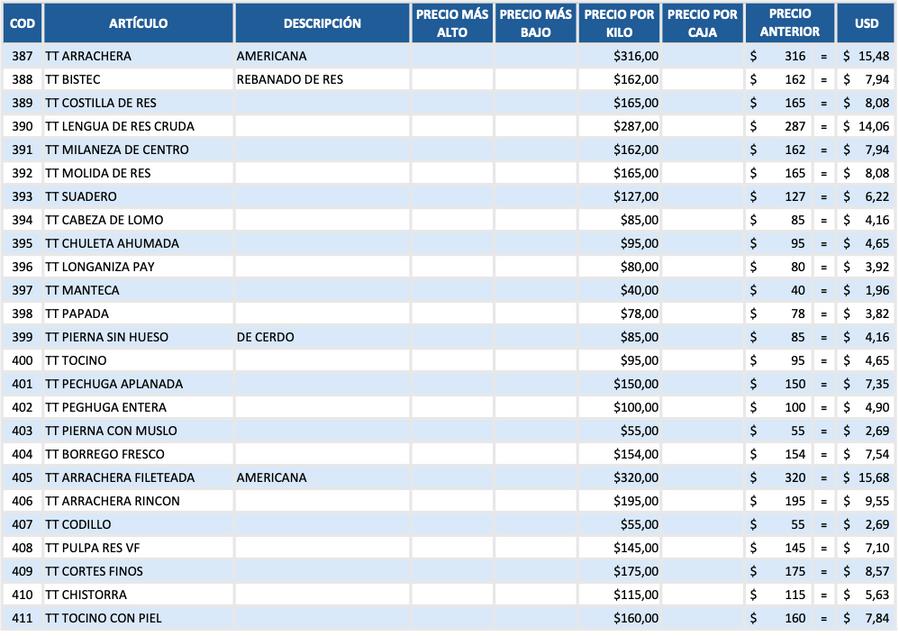 COD ARTÍCULO DESCRIPCIÓN PRECIO MÁS ALTO PRECIO MÁS BAJO PRECIO POR KILO PRECIO POR CAJA PRECIO ANTERIOR USD
387 TT ARRACHERA AMERICANA $316,00 $ 316 = $ 15,48
388 TT BISTEC REBANADO DE RES $162,00 $ 162 = $ 7,94
389 TT COSTILLA DE RES $165,00 $ 165 = $ 8,08
390 TT LENGUA DE RES CRUDA $287,00 $ 287 = $ 14,06
391 TT MILANEZA DE CENTRO $162,00 $ 162 = $ 7,94
392 TT MOLIDA DE RES $165,00 $ 165 = $ 8,08
393 TT SUADERO $127,00 $ 127 = $ 6,22
394 TT CABEZA DE LOMO $85,00 $ 85 = $ 4,16
395 TT CHULETA AHUMADA $95,00 $ 95 = $ 4,65
396 TT LONGANIZA PAY $80,00 $ 80 = $ 3,92
397 TT MANTECA $40,00 $ 40 = $ 1,96
398 TT PAPADA $78,00 $ 78 = $ 3,82
399 TT PIERNA SIN HUESO DE CERDO $85,00 $ 85 = $ 4,16
400 TT TOCINO $95,00 $ 95 = $ 4,65
401 TT PECHUGA APLANADA $150,00 $ 150 = $ 7,35
402 TT PEGHUGA ENTERA $100,00 $ 100 = $ 4,90
403 TT PIERNA CON MUSLO $55,00 $ 55 = $ 2,69
404 TT BORREGO FRESCO $154,00 $ 154 = $ 7,54
405 TT ARRACHERA FILETEADA AMERICANA $320,00 $ 320 = $ 15,68
406 TT ARRACHERA RINCON $195,00 $ 195 = $ 9,55
407 TT CODILLO $55,00 $ 55 = $ 2,69
408 TT PULPA RES VF $145,00 $ 145 = $ 7,10
409 TT CORTES FINOS $175,00 $ 175 = $ 8,57
410 TT CHISTORRA $115,00 $ 115 = $ 5,63
411 TT TOCINO CON PIEL $160,00 $ 160 = $ 7,84